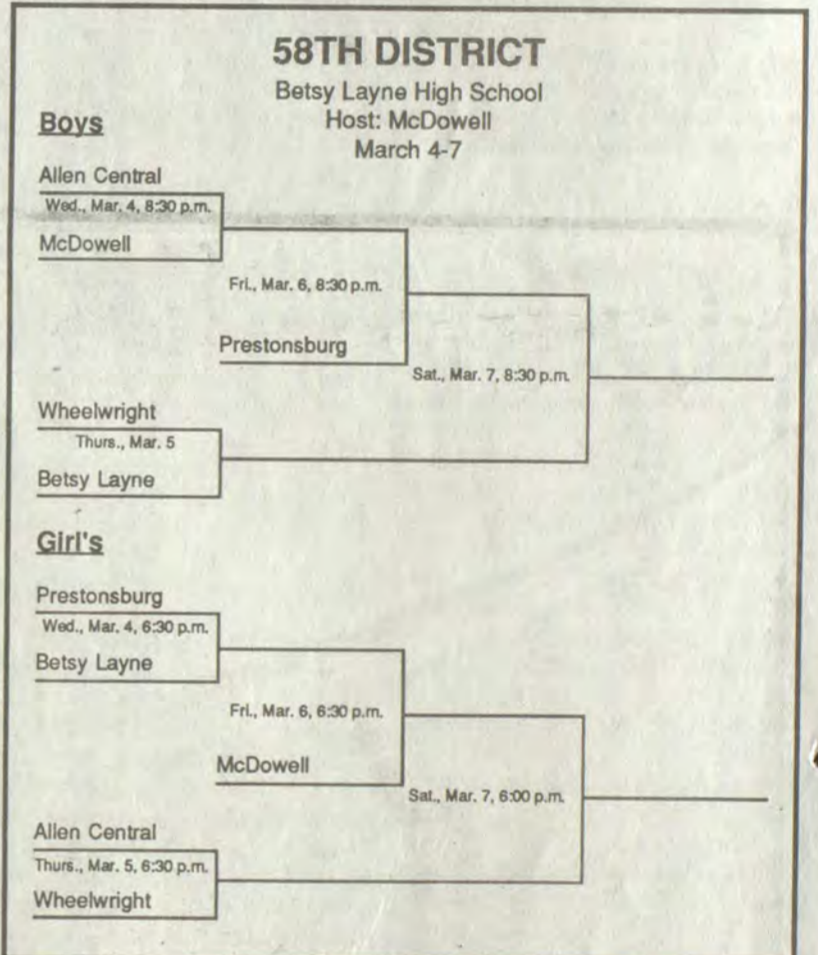 58TH DISTRICT
Betsy Layne High School
Host: McDowell
March 4-7
Boys
Allen Central
Wed., Mar. 4, 8:30 p.m.
McDowell
Fri., Mar. 6, 8:30 p.m.
Prestonsburg
Sat., Mar. 7, 8:30 p.m.
Wheelwright
Thurs., Mar. 5
Betsy Layne
Girl's
Prestonsburg
Wed., Mar. 4, 6:30 p.m.
Betsy Layne
Fri., Mar. 6, 6:30 p.m.
McDowell
Sat., Mar. 7, 6:00 p.m.
Allen Central
Thurs., Mar. 5, 6:30 p.m.
Wheelwright